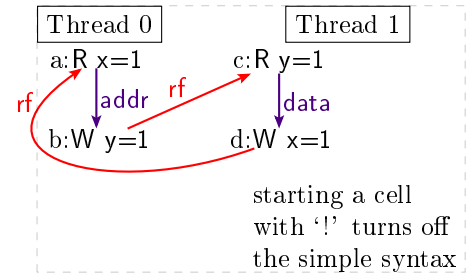 Thread 0 Thread 1
a:R x=1 c:R y=1
rf addr rf data
b:W y=1 d:W x=1
starting a cell
with ‘!’ turns off
the simple syntax